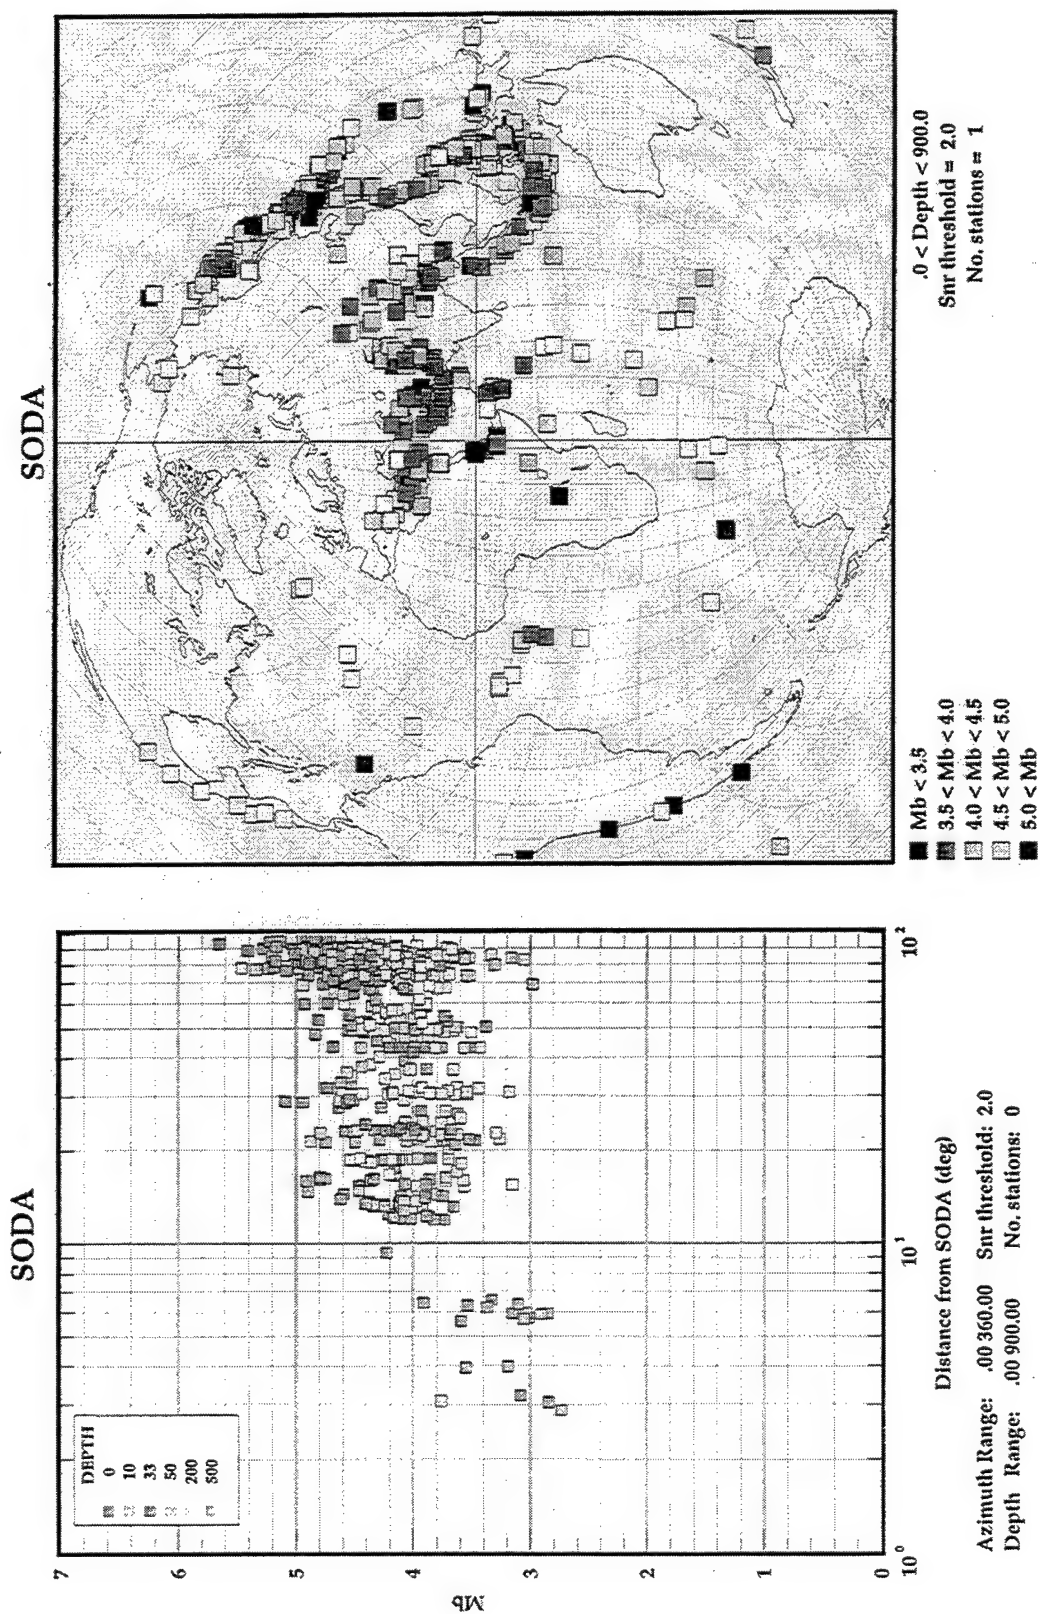 SODA
7
6
5
4
3
2
1
0
Mb
DEPTH
0
10
33
50
200
500
10⁰
10¹
10²
Distance from SODA (deg)
Azimuth Range: .00 360.00 Snr threshold: 2.0
Depth Range: .00 900.00 No. stations: 0
SODA
Mb < 3.5
3.5 < Mb < 4.0
4.0 < Mb < 4.5
4.5 < Mb < 5.0
5.0 < Mb
.0 < Depth < 900.0
Snr threshold = 2.0
No. stations = 1